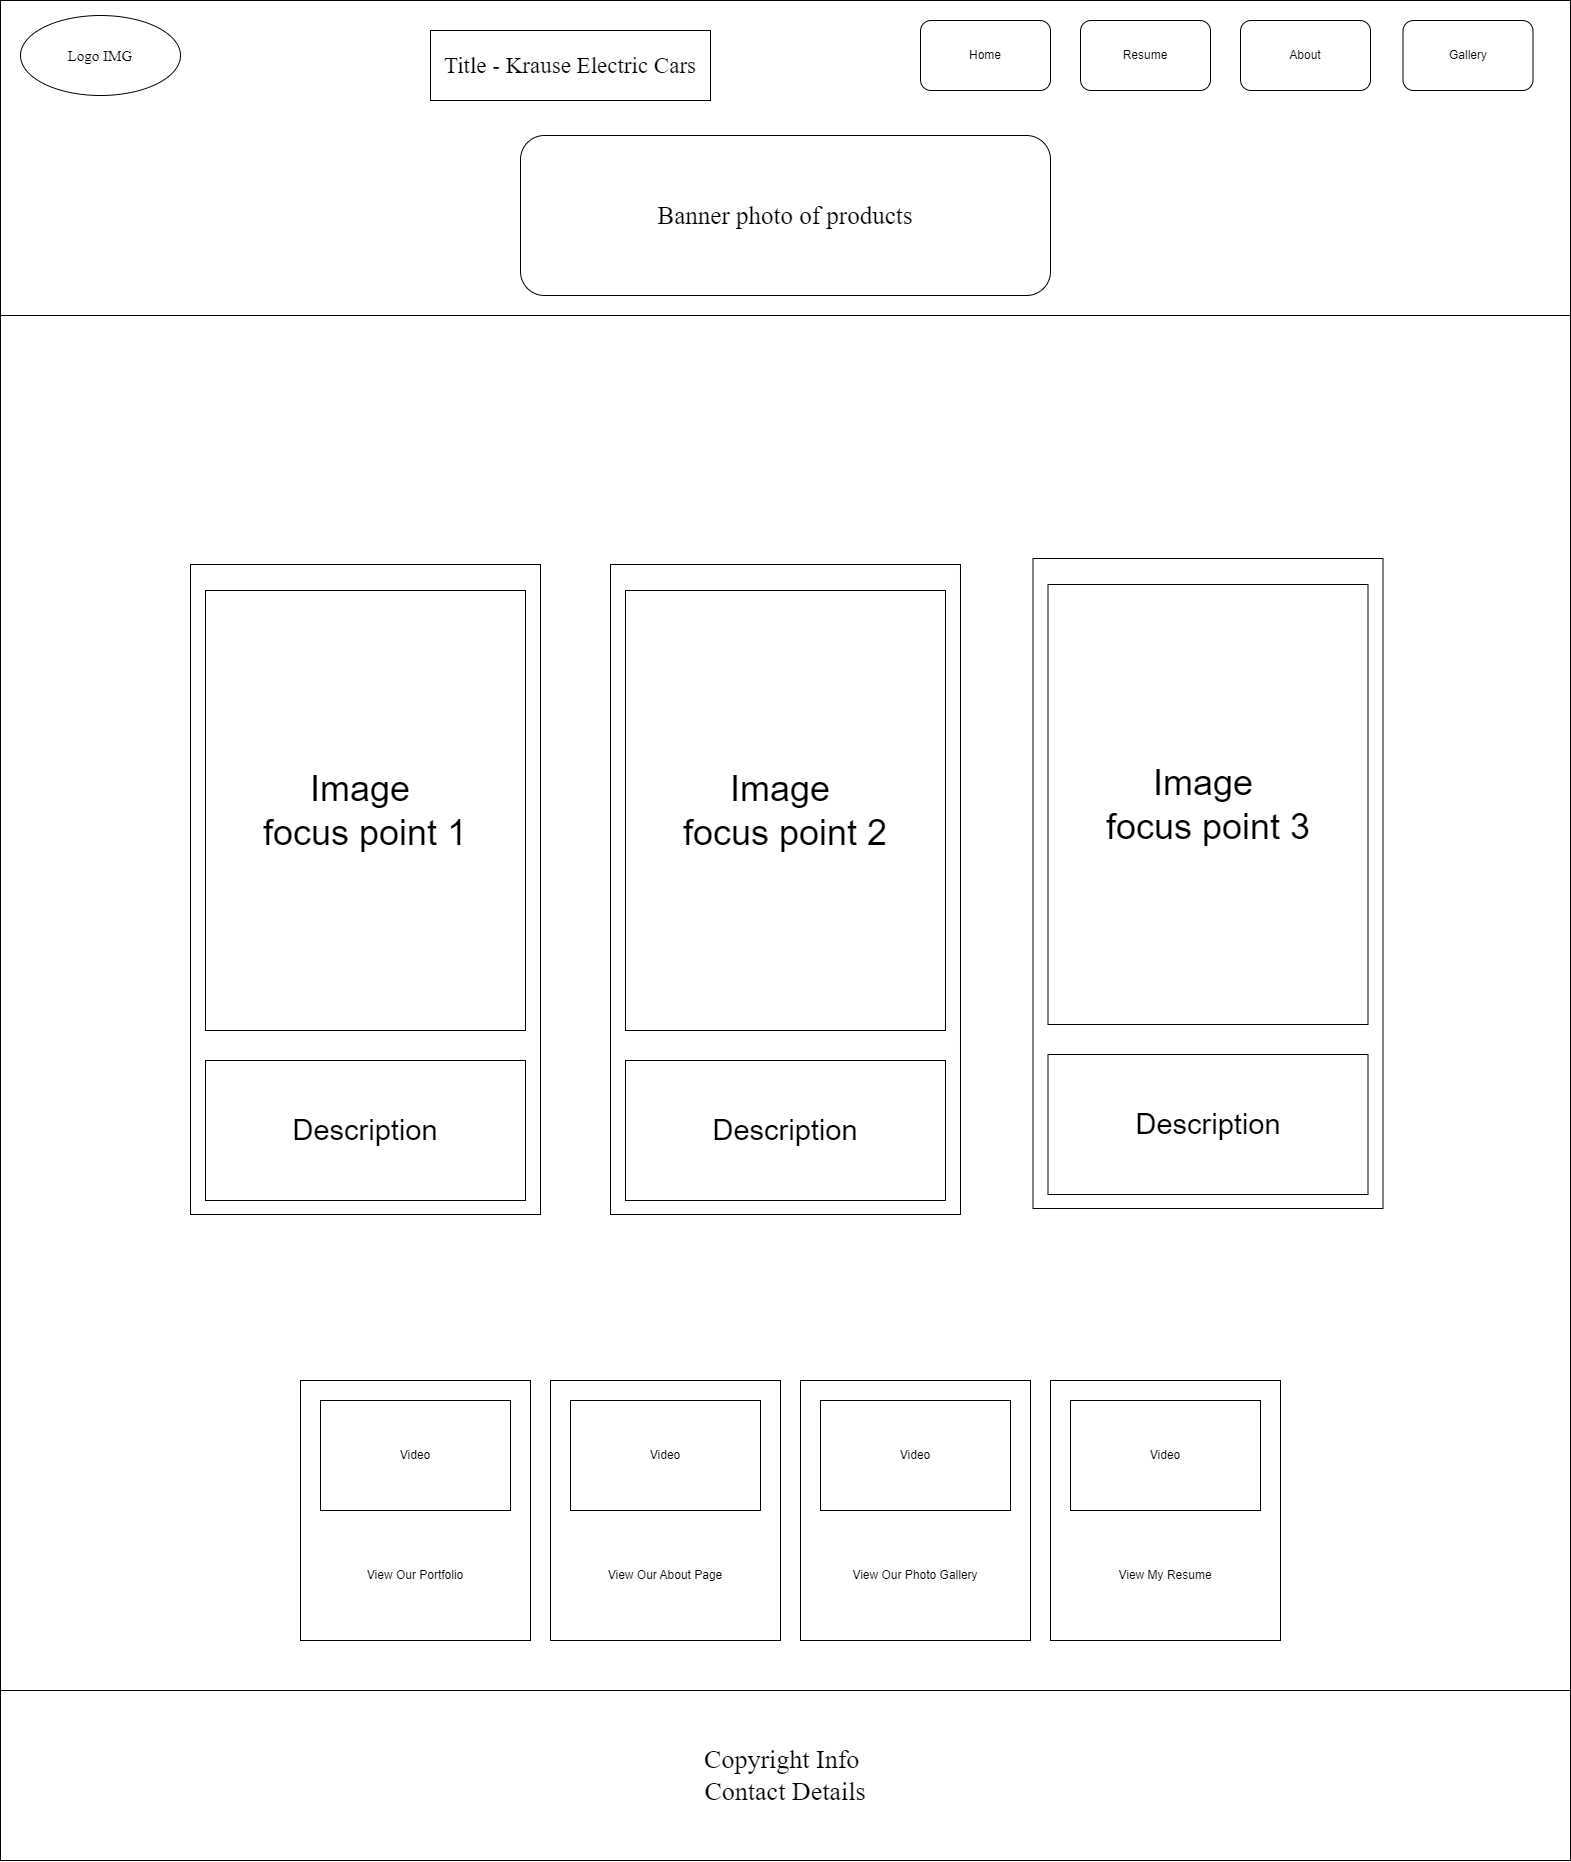 Logo IMG
Title - Krause Electric Cars
Home
Resume
About
Gallery
Banner photo of products
Image
focus point 1
Image
focus point 2
Image
focus point 3
Description
Description
Description
Video
Video
Video
Video
View Our Portfolio
View Our About Page
View Our Photo Gallery
View My Resume
Copyright Info
Contact Details